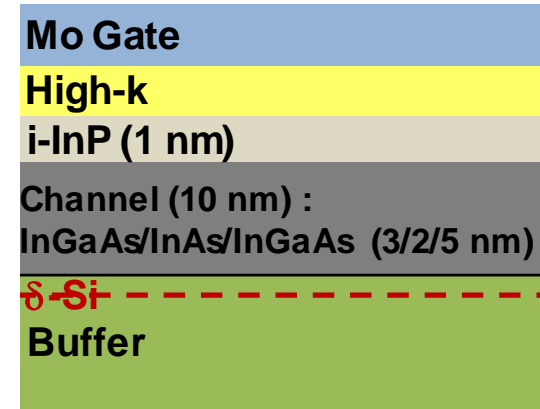 Mo Gate
High-k
i-InP (1 nm)
Channel (10 nm) :
InGaAs/InAs/InGaAs (3/2/5 nm)
δ-Si
Buffer